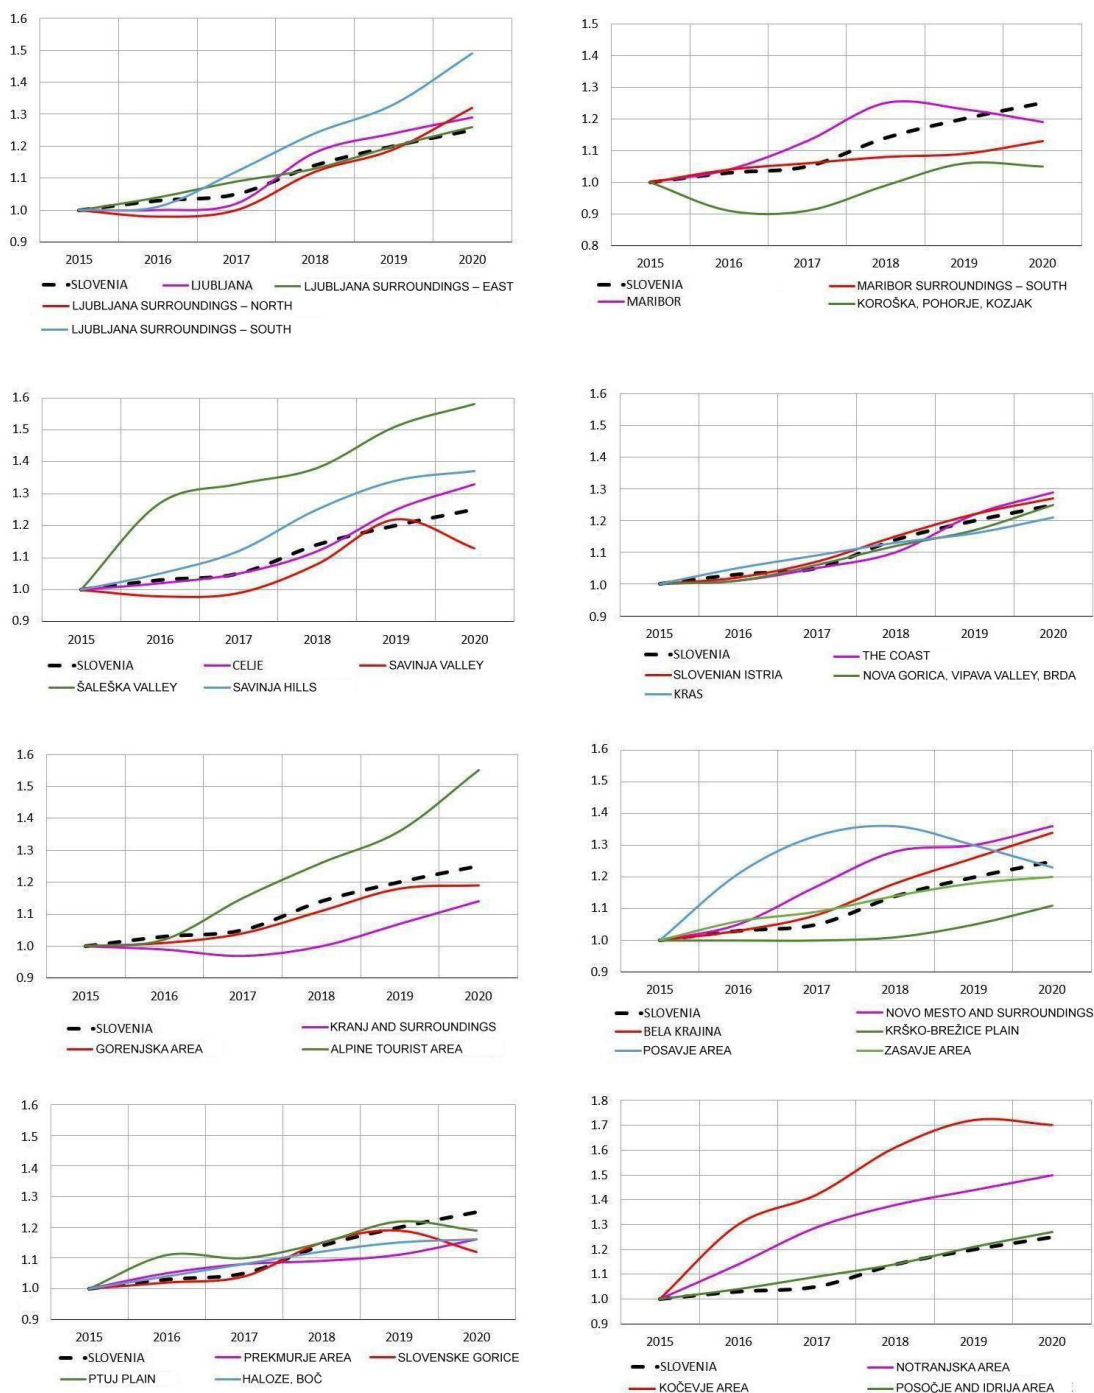 1.6
1.5
1.4
1.3
1.2
1.1
1.0
0.9
2015 2016 2017 2018 2019 2020
SLOVENIA LJUBLJANA LJUBLJANA SURROUNDINGS – EAST
LJUBLJANA SURROUNDINGS – NORTH
LJUBLJANA SURROUNDINGS – SOUTH
1.5
1.4
1.3
1.2
1.1
1.0
0.9
0.8
2015 2016 2017 2018 2019 2020
SLOVENIA MARIBOR SURROUNDINGS – SOUTH
MARIBOR KOROŠKA, POHORJE, KOZJAK
1.6
1.5
1.4
1.3
1.2
1.1
1.0
0.9
2015 2016 2017 2018 2019 2020
SLOVENIA CELJE SAVINJA VALLEY
ŠALEŠKA VALLEY SAVINJA HILLS
1.6
1.5
1.4
1.3
1.2
1.1
1.0
0.9
2015 2016 2017 2018 2019 2020
SLOVENIA THE COAST
SLOVENIAN ISTRIA NOVA GORICA, VIPAVA VALLEY, BRDA
KRAS
1.6
1.5
1.4
1.3
1.2
1.1
1.0
0.9
2015 2016 2017 2018 2019 2020
SLOVENIA KRANJ AND SURROUNDINGS
GORENJSKA AREA ALPINE TOURIST AREA
1.6
1.5
1.4
1.3
1.2
1.1
1.0
0.9
2015 2016 2017 2018 2019 2020
SLOVENIA NOVO MESTO AND SURROUNDINGS
BELA KRAJINA KRŠKO-BREŽICE PLAIN
POSAVJE AREA ZASAVJE AREA
1.6
1.5
1.4
1.3
1.2
1.1
1.0
0.9
2015 2016 2017 2018 2019 2020
SLOVENIA PREKMURJE AREA SLOVENSKE GORICE
PTUJ PLAIN HALOZE, BOČ
1.8
1.7
1.6
1.5
1.4
1.3
1.2
1.1
1.0
0.9
2015 2016 2017 2018 2019 2020
SLOVENIA NOTRANJSKA AREA
KOČEVJE AREA POSOČJE AND IDRIJA AREA